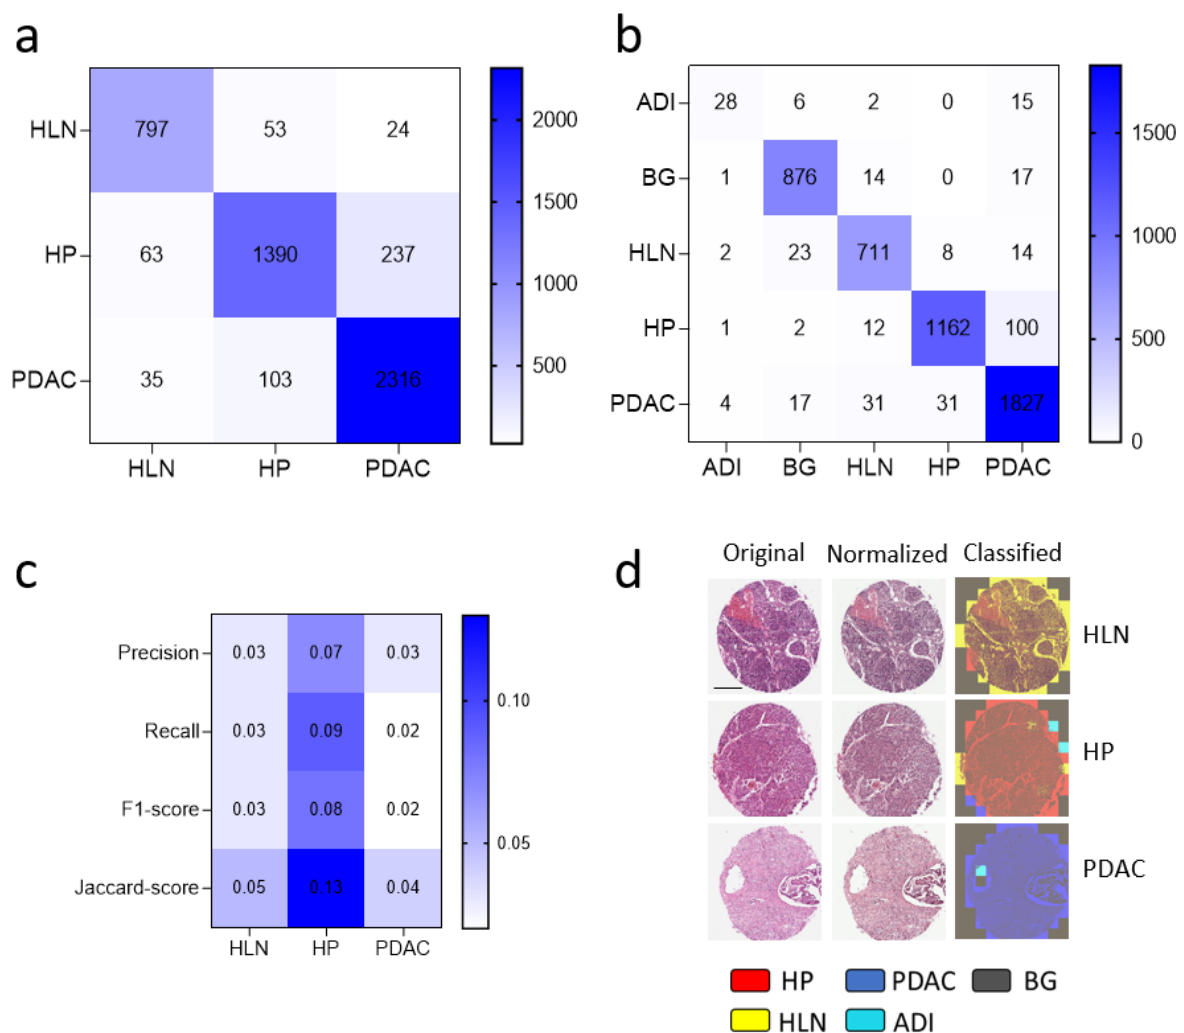 a
HLN
HP
PDAC
797 53 24
63 1390 237
35 103 2316
HLN HP PDAC
2000
1500
1000
500
b
ADI
BG
HLN
HP
PDAC
28 6 2 0 15
1 876 14 0 17
2 23 711 8 14
1 2 12 1162 100
4 17 31 31 1827
ADI BG HLN HP PDAC
1500
1000
500
0
c
Precision
Recall
F1-score
Jaccard-score
0.03 0.07 0.03
0.03 0.09 0.02
0.03 0.08 0.02
0.05 0.13 0.04
HLN HP PDAC
0.10
0.05
d
Original Normalized Classified
HLN
HP
PDAC
HP PDAC BG
HLN ADI